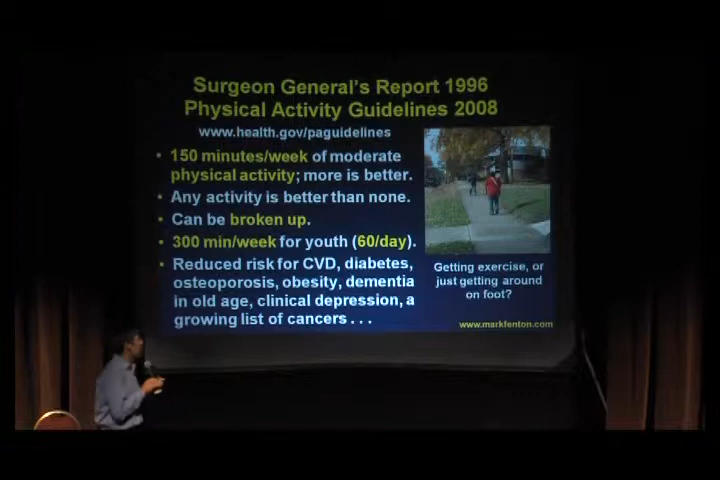 Surgeon General's Report 1996
Physical Activity Guidelines 2008
www.health.gov/paguidelines
• 150 minutes/week of moderate
physical activity; more is better.
• Any activity is better than none.
• Can be broken up.
• 300 min/week for youth (60/day).
• Reduced risk for CVD, diabetes,
osteoporosis, obesity, dementia
in old age, clinical depression, a
growing list of cancers . . .
Getting exercise, or
just getting around
on foot?
www.markfenton.com